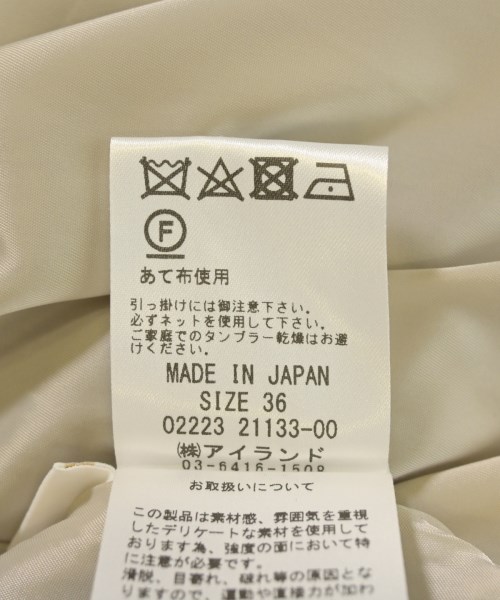 F
あて布使用
引っ掛けには御注意下さい。
必ずネットを使用して下さい。
ご家庭でのタンブラー乾燥はお避
けください。
MADE IN JAPAN
SIZE 36
02223 21133-00
㈱アイランド
03-6416-1508
お取扱いについて
この製品は素材感、雰囲気を重視
したデリケートな素材を使用して
おります為、強度の面において特
に注意が必要です。
滑脱、目寄れ、破れ等の原因とな
りますので、運動や直接力が加わ